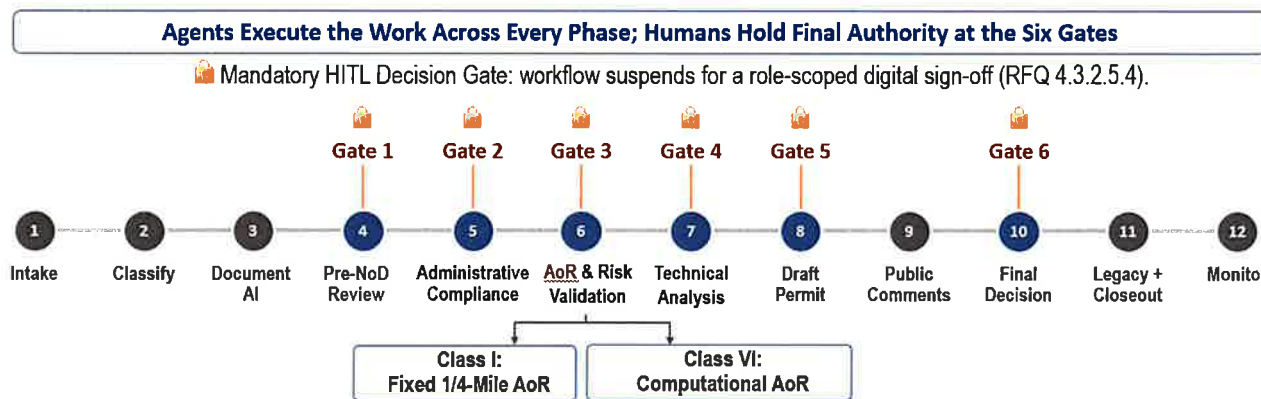 Agents Execute the Work Across Every Phase; Humans Hold Final Authority at the Six Gates
Mandatory HITL Decision Gate: workflow suspends for a role-scoped digital sign-off (RFQ 4.3.2.5.4).
Gate 1
Gate 2
Gate 3
Gate 4
Gate 5
Gate 6
1
2
3
4
5
6
7
8
9
10
11
12
Intake
Classify
Document
AI
Pre-NoD
Review
Administrative
Compliance
AoR & Risk
Validation
Technical
Analysis
Draft
Permit
Public
Comments
Final
Decision
Legacy +
Closeout
Monito
Class I:
Fixed 1/4-Mile AoR
Class VI:
Computational AoR